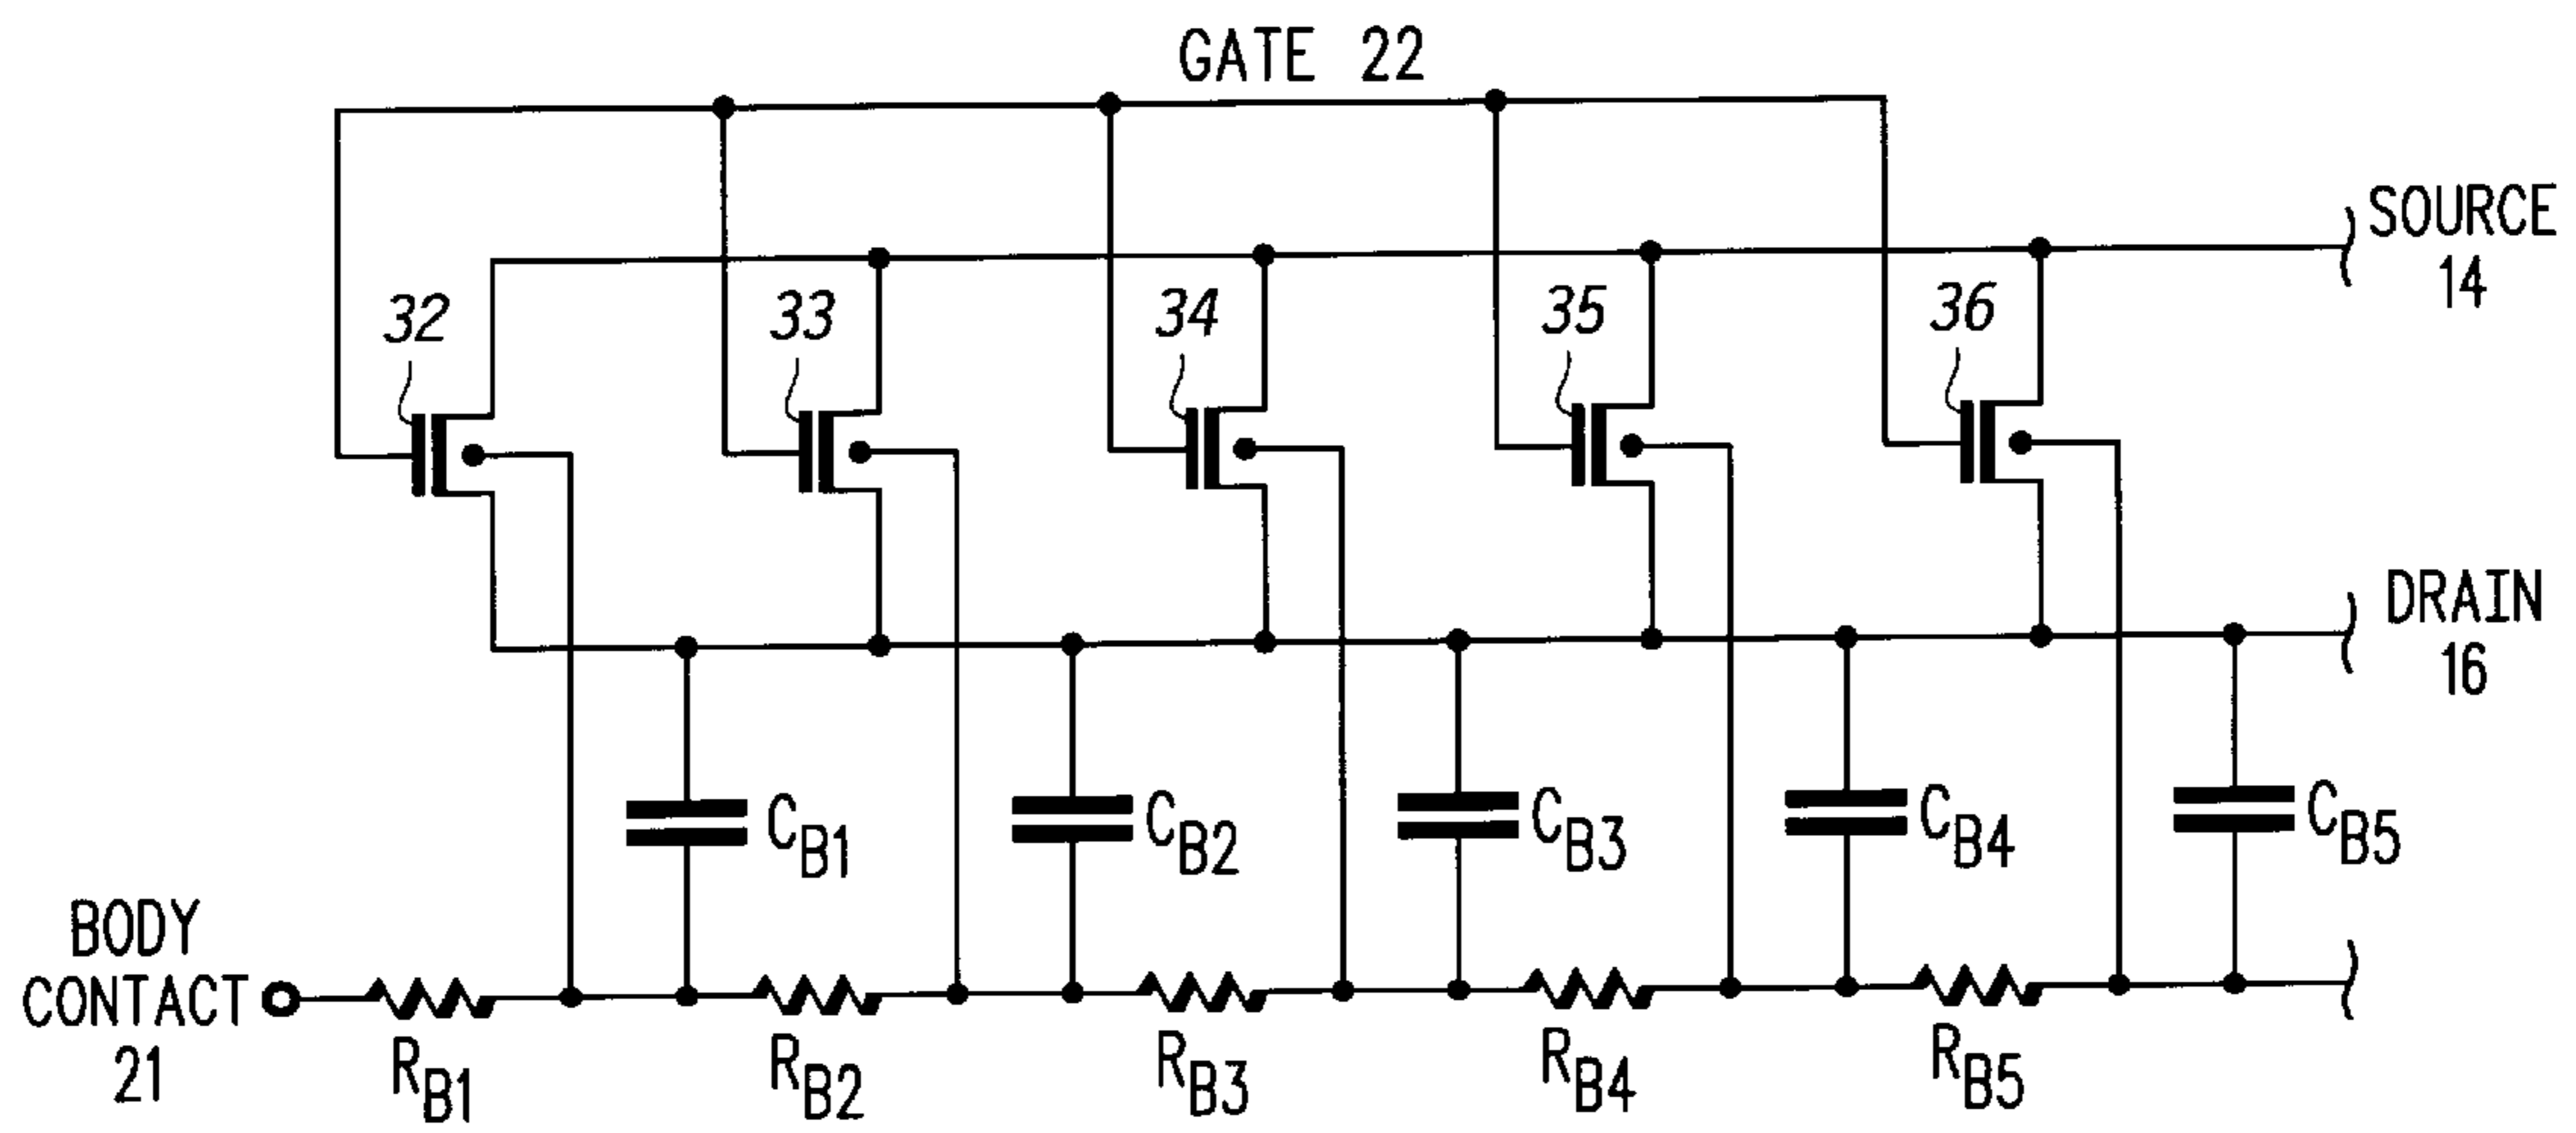 GATE 22
SOURCE
14
32
33
34
35
36
DRAIN
16
CB1
CB2
CB3
CB4
CB5
BODY
CONTACT
21
RB1
RB2
RB3
RB4
RB5